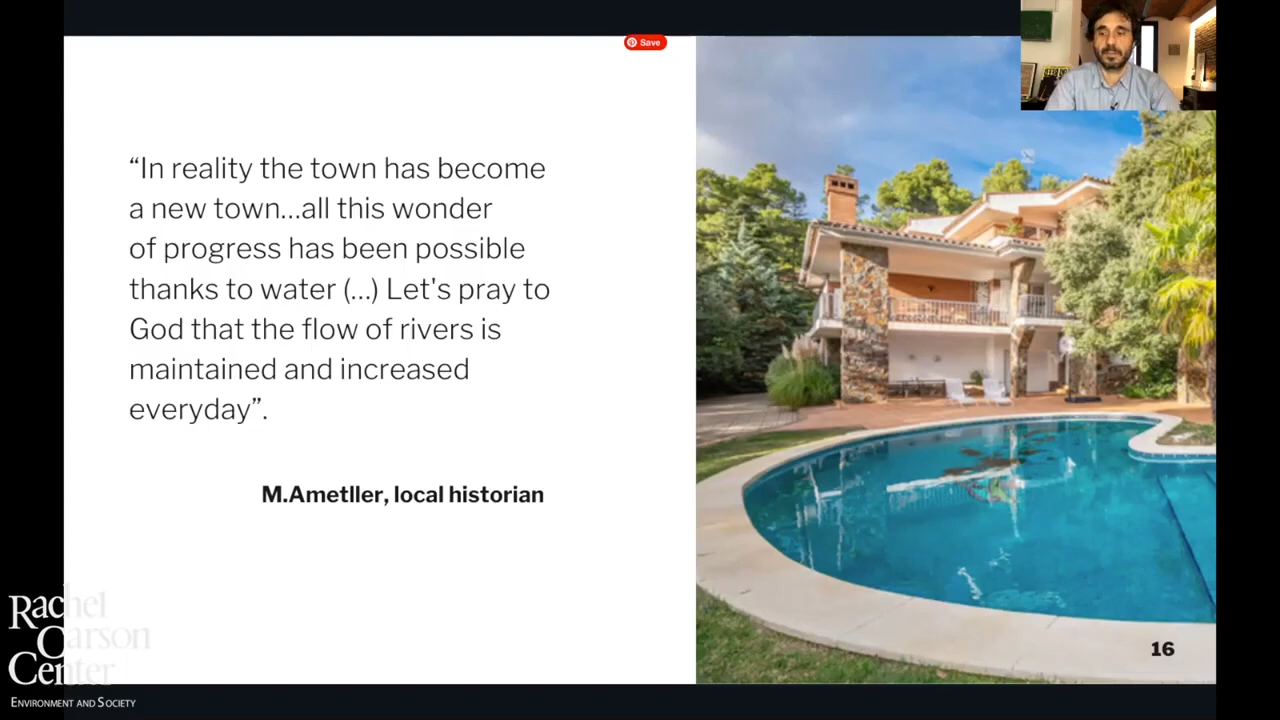 Save
“In reality the town has become
a new town...all this wonder
of progress has been possible
thanks to water (...) Let's pray to
God that the flow of rivers is
maintained and increased
everyday”.
M.Ametller, local historian
16
Rachel
Carson
Center
ENVIRONMENT AND SOCIETY